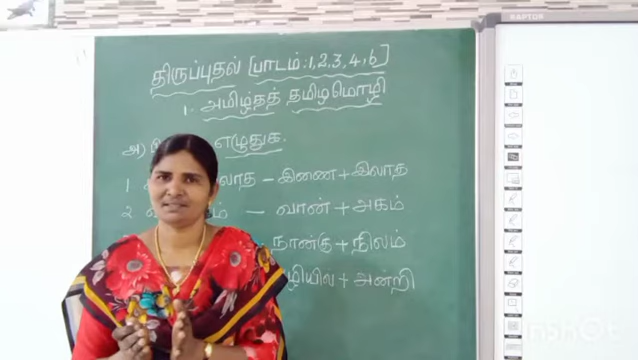 RAPTOR
திருப்புதல் [பாடம்:1,2,3,4,6]
1. அமிழ்தத் தமிழ்மொழி
அ) எழுதுக.
1 லாத – இணை + இலாத
2 ம் – வான் + அகம்
நான்கு + நிலம்
ழியில் + அன்றி